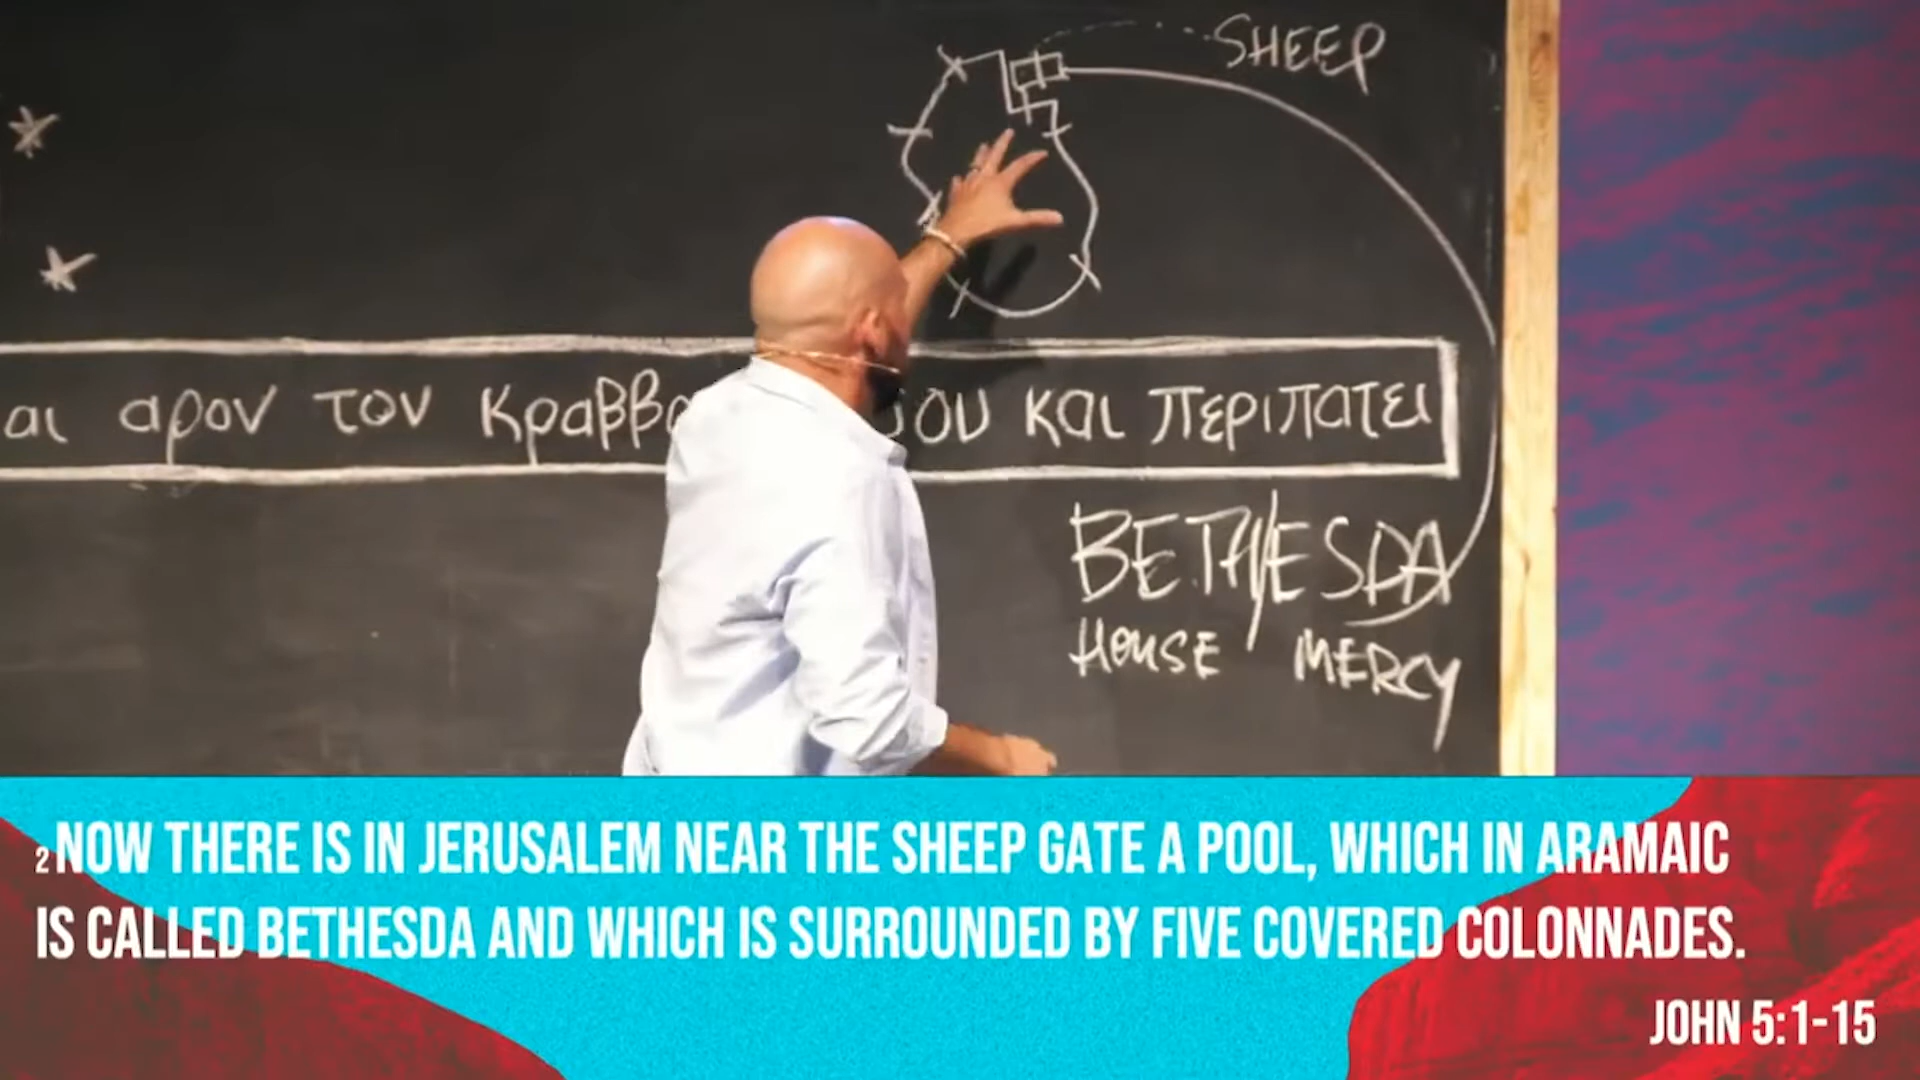 SHEEP
αι αρον τον και περιπατει
BETHESDA
HOUSE MERCY
2 NOW THERE IS IN JERUSALEM NEAR THE SHEEP GATE A POOL, WHICH IN ARAMAIC
IS CALLED BETHESDA AND WHICH IS SURROUNDED BY FIVE COVERED COLONNADES.
JOHN 5:1-15